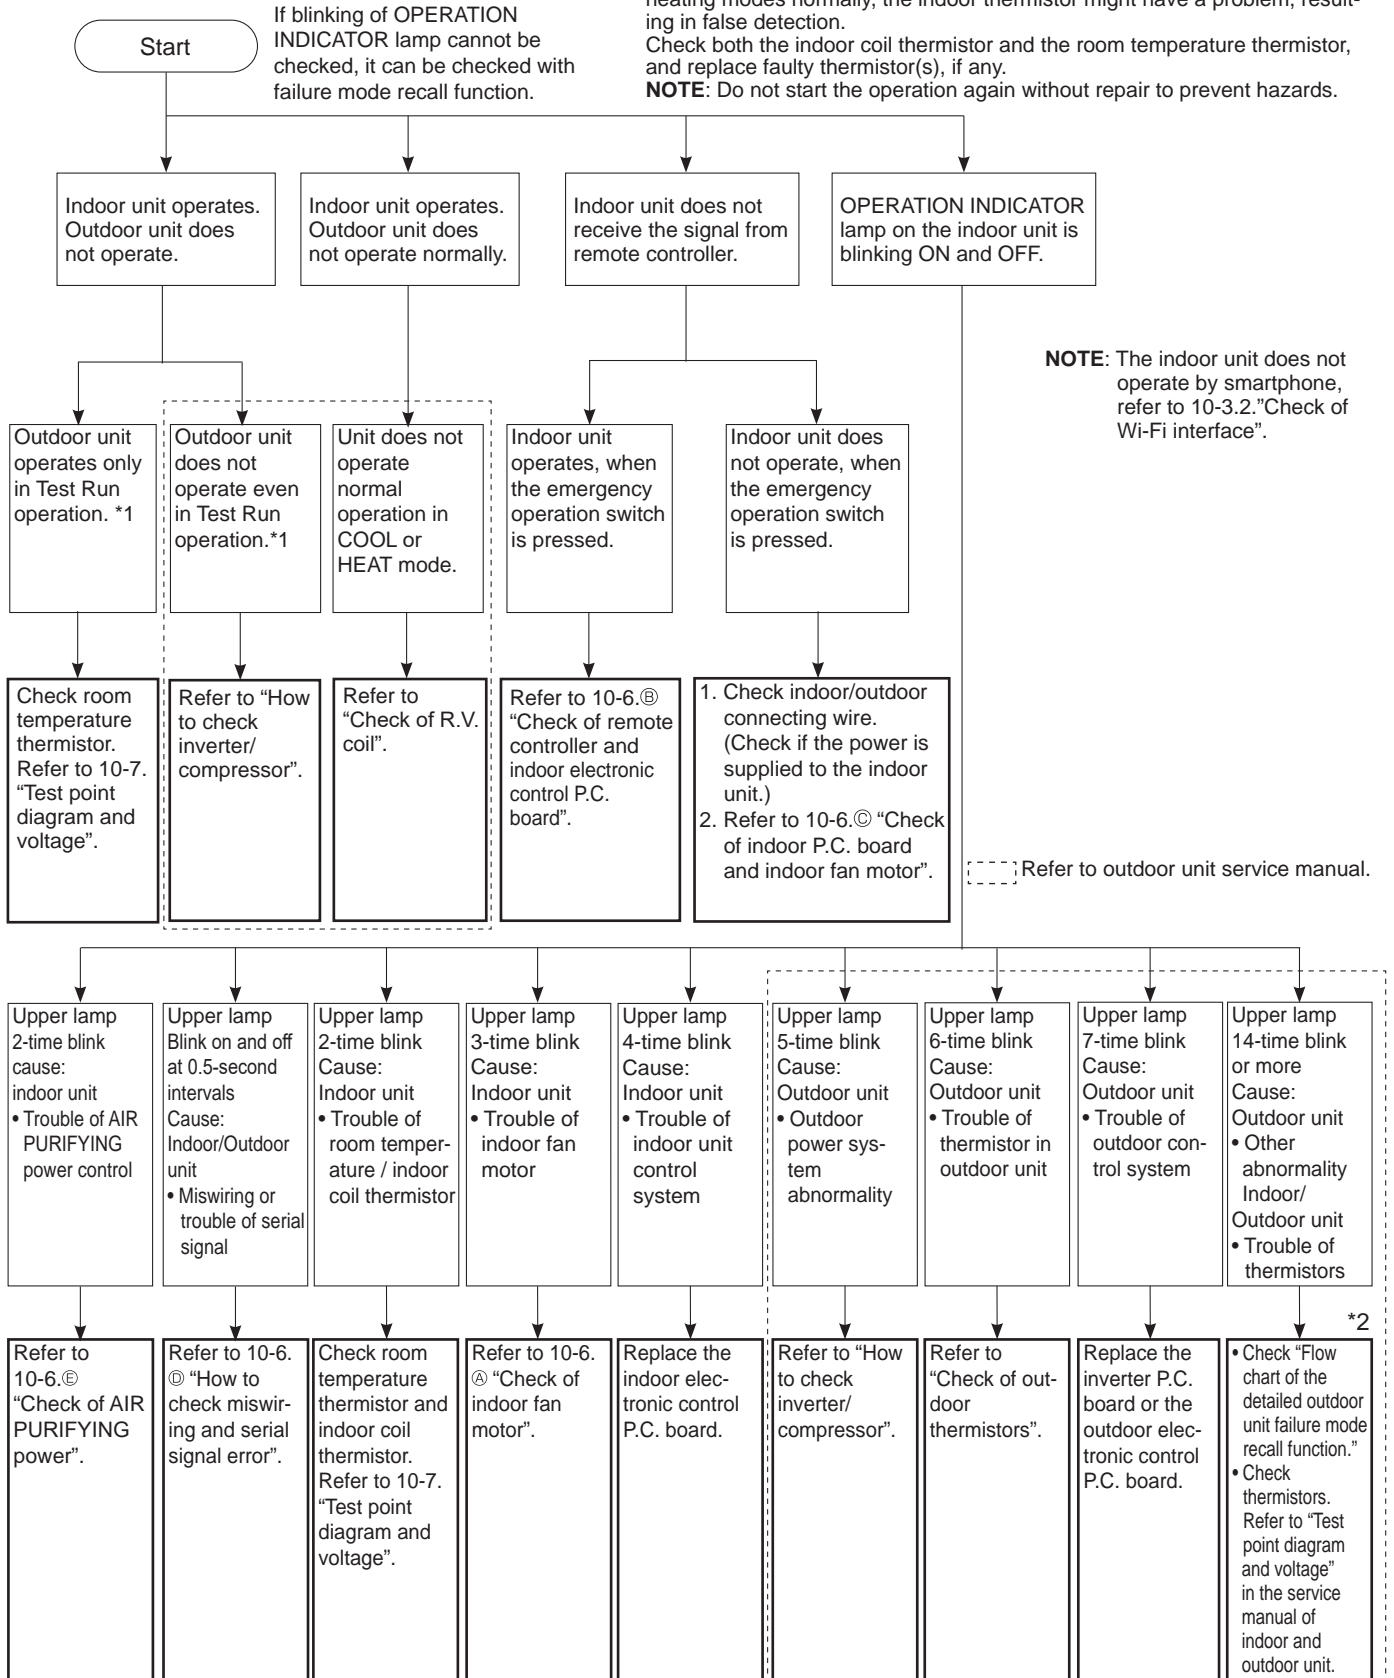 Start
If blinking of OPERATION
INDICATOR lamp cannot be
checked, it can be checked with
failure mode recall function.
heating modes normally, the indoor thermistor might have a problem, result-
ing in false detection.
Check both the indoor coil thermistor and the room temperature thermistor,
and replace faulty thermistor(s), if any.
NOTE: Do not start the operation again without repair to prevent hazards.
Indoor unit operates.
Outdoor unit does
not operate.
Indoor unit operates.
Outdoor unit does
not operate normally.
Indoor unit does not
receive the signal from
remote controller.
OPERATION INDICATOR
lamp on the indoor unit is
blinking ON and OFF.
NOTE: The indoor unit does not
operate by smartphone,
refer to 10-3.2."Check of
Wi-Fi interface".
Outdoor unit
operates only
in Test Run
operation. *1
Outdoor unit
does not
operate even
in Test Run
operation.*1
Unit does not
operate
normal
operation in
COOL or
HEAT mode.
Indoor unit
operates, when
the emergency
operation switch
is pressed.
Indoor unit does
not operate, when
the emergency
operation switch
is pressed.
Check room
temperature
thermistor.
Refer to 10-7.
“Test point
diagram and
voltage”.
Refer to “How
to check
inverter/
compressor”.
Refer to
“Check of R.V.
coil”.
Refer to 10-6.Ⓑ
“Check of remote
controller and
indoor electronic
control P.C.
board”.
1. Check indoor/outdoor
connecting wire.
(Check if the power is
supplied to the indoor
unit.)
2. Refer to 10-6.Ⓒ “Check
of indoor P.C. board
and indoor fan motor”.
Refer to outdoor unit service manual.
Upper lamp
2-time blink
cause:
indoor unit
• Trouble of AIR
PURIFYING
power control
Upper lamp
Blink on and off
at 0.5-second
intervals
Cause:
Indoor/Outdoor
unit
• Miswiring or
trouble of serial
signal
Upper lamp
2-time blink
Cause:
Indoor unit
• Trouble of
room temper-
ature / indoor
coil thermistor
Upper lamp
3-time blink
Cause:
Indoor unit
• Trouble of
indoor fan
motor
Upper lamp
4-time blink
Cause:
Indoor unit
• Trouble of
indoor unit
control
system
Upper lamp
5-time blink
Cause:
Outdoor unit
• Outdoor
power sys-
tem
abnormality
Upper lamp
6-time blink
Cause:
Outdoor unit
• Trouble of
thermistor in
outdoor unit
Upper lamp
7-time blink
Cause:
Outdoor unit
• Trouble of
outdoor con-
trol system
Upper lamp
14-time blink
or more
Cause:
Outdoor unit
• Other
abnormality
Indoor/
Outdoor unit
• Trouble of
thermistors
*2
Refer to
10-6.Ⓔ
“Check of AIR
PURIFYING
power”.
Refer to 10-6.
Ⓓ “How to
check miswir-
ing and serial
signal error”.
Check room
temperature
thermistor and
indoor coil
thermistor.
Refer to 10-7.
“Test point
diagram and
voltage”.
Refer to 10-6.
Ⓐ “Check of
indoor fan
motor”.
Replace the
indoor elec-
tronic control
P.C. board.
Refer to “How
to check
inverter/
compressor”.
Refer to
“Check of out-
door
thermistors”.
Replace the
inverter P.C.
board or the
outdoor elec-
tronic control
P.C. board.
• Check “Flow
chart of the
detailed outdoor
unit failure mode
recall function.”
• Check
thermistors.
Refer to “Test
point diagram
and voltage”
in the service
manual of
indoor and
outdoor unit.